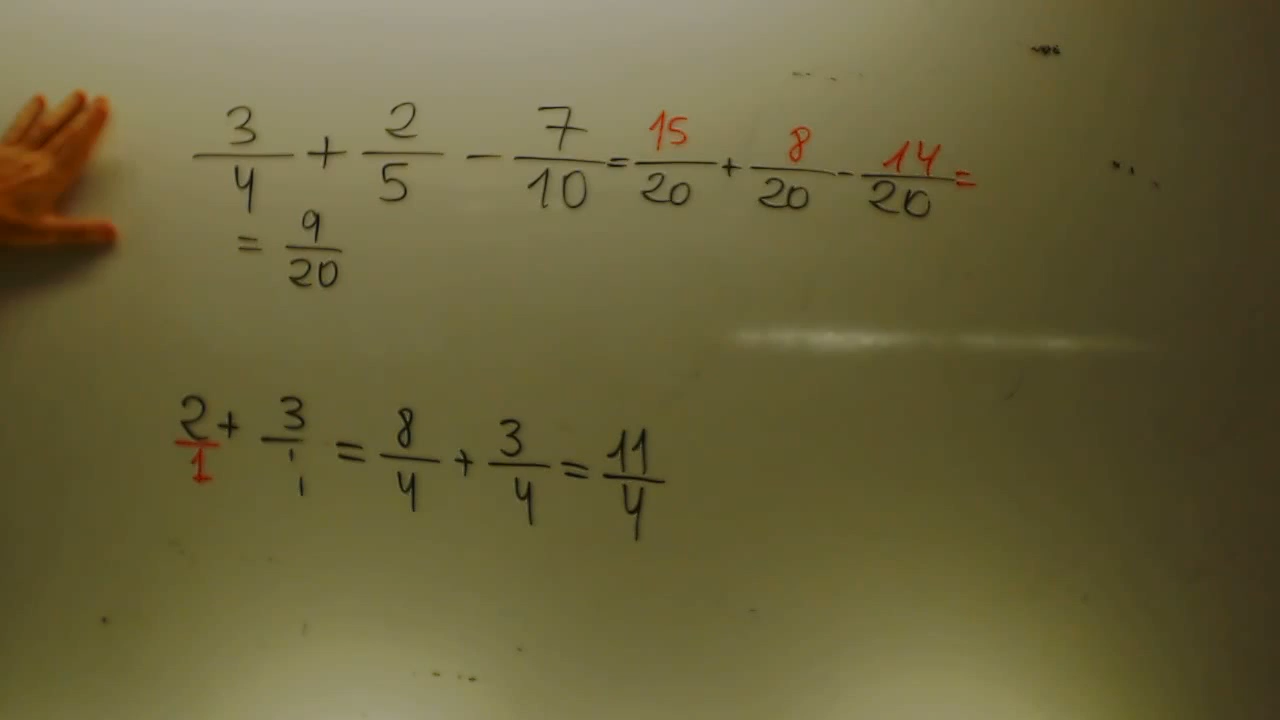 3/4 + 2/5 - 7/10 = 15/20 + 8/20 - 14/20 =
= 9/20
2/1 + 3/ = 8/4 + 3/4 = 11/4